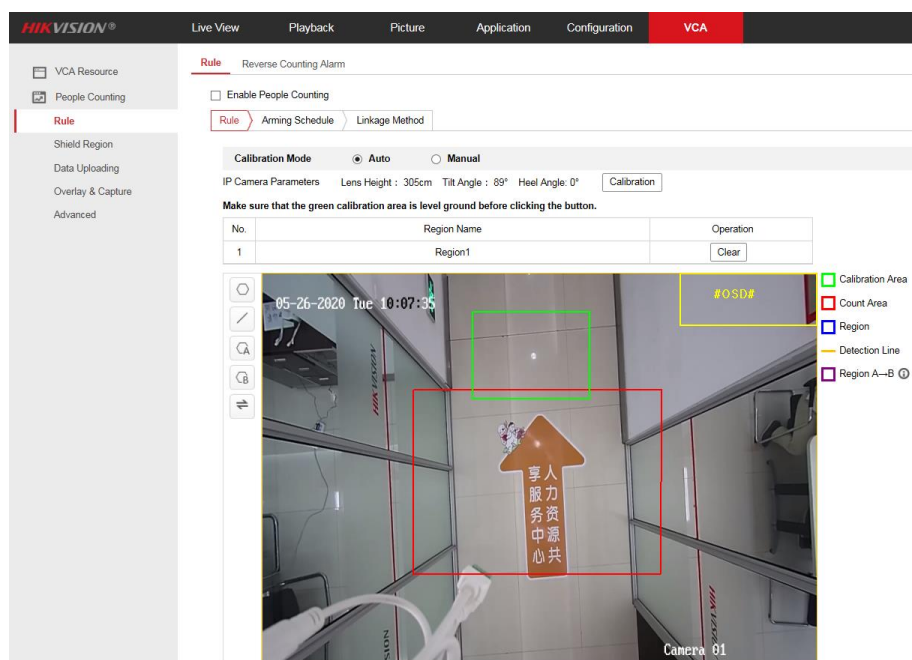 HIKVISION®
Live View Playback Picture Application Configuration VCA
VCA Resource
People Counting
Rule
Shield Region
Data Uploading
Overlay & Capture
Advanced
Rule Reverse Counting Alarm
Enable People Counting
Rule Arming Schedule Linkage Method
Calibration Mode Auto Manual
IP Camera Parameters Lens Height : 305cm Tilt Angle : 89° Heel Angle: 0° Calibration
Make sure that the green calibration area is level ground before clicking the button.
No. Region Name Operation
1 Region1 Clear
A
B
05-26-2020 Tue 10:07:35
#OSD#
HIKVISION
人力资源共
享服务中心
HIKVISION
Camera 01
Calibration Area
Count Area
Region
Detection Line
Region A→B